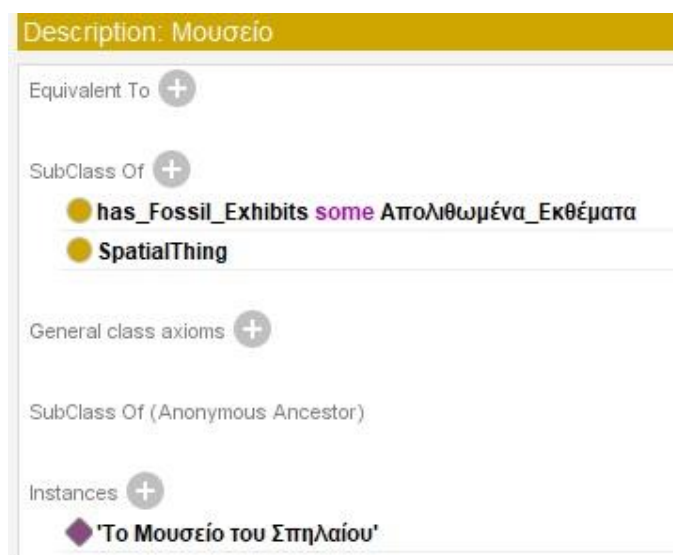 Description: Μουσείο
Equivalent To
SubClass Of
has_Fossil_Exhibits some Απολιθωμένα_Εκθέματα
SpatialThing
General class axioms
SubClass Of (Anonymous Ancestor)
Instances
'Το Μουσείο του Σπηλαίου'